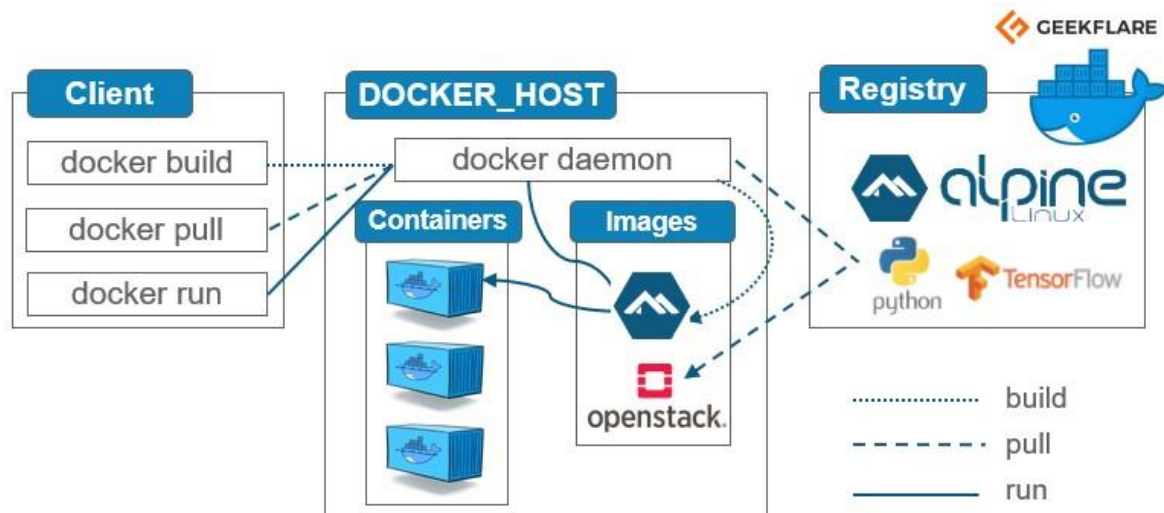 GEEKFLARE
Client
DOCKER_HOST
Registry
docker build
docker daemon
docker pull
docker run
Containers
Images
alpine
Linux
python
TensorFlow
openstack.
build
pull
run